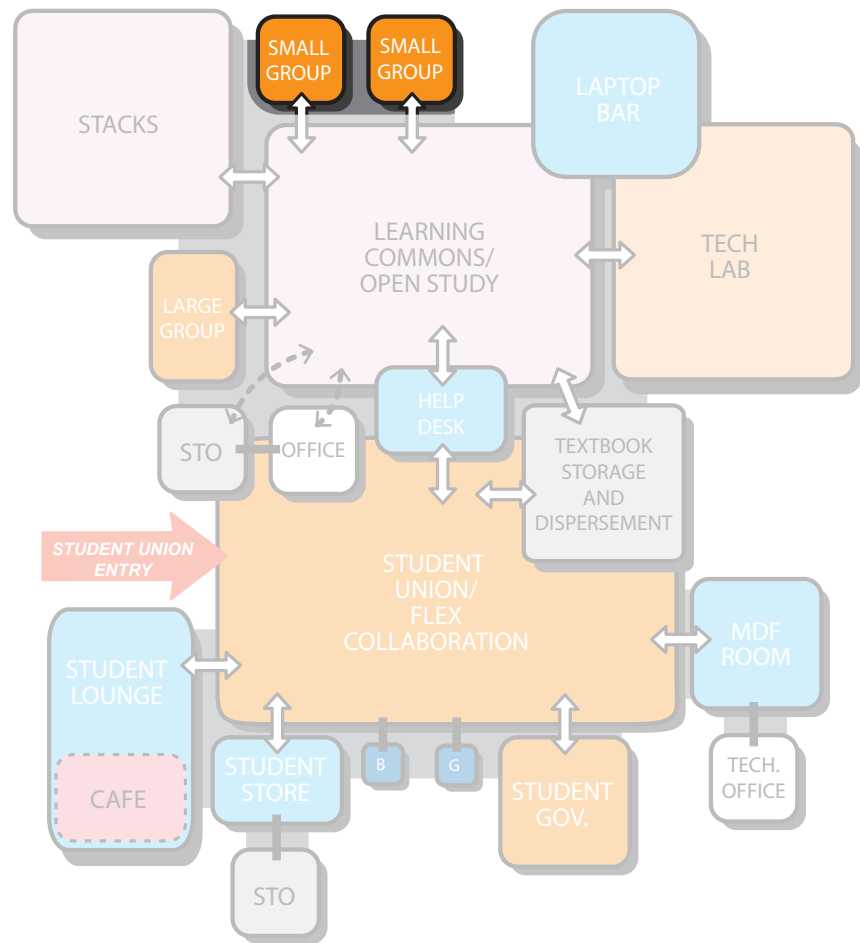 SMALL
GROUP
SMALL
GROUP
LAPTOP
BAR
STACKS
LEARNING
COMMONS/
OPEN STUDY
TECH
LAB
LARGE
GROUP
HELP
DESK
STO
OFFICE
TEXTBOOK
STORAGE
AND
DISPERSEMENT
STUDENT UNION
ENTRY
STUDENT
UNION/
FLEX
COLLABORATION
MDF
ROOM
STUDENT
LOUNGE
CAFE
STUDENT
STORE
B
G
STUDENT
GOV.
TECH.
OFFICE
STO